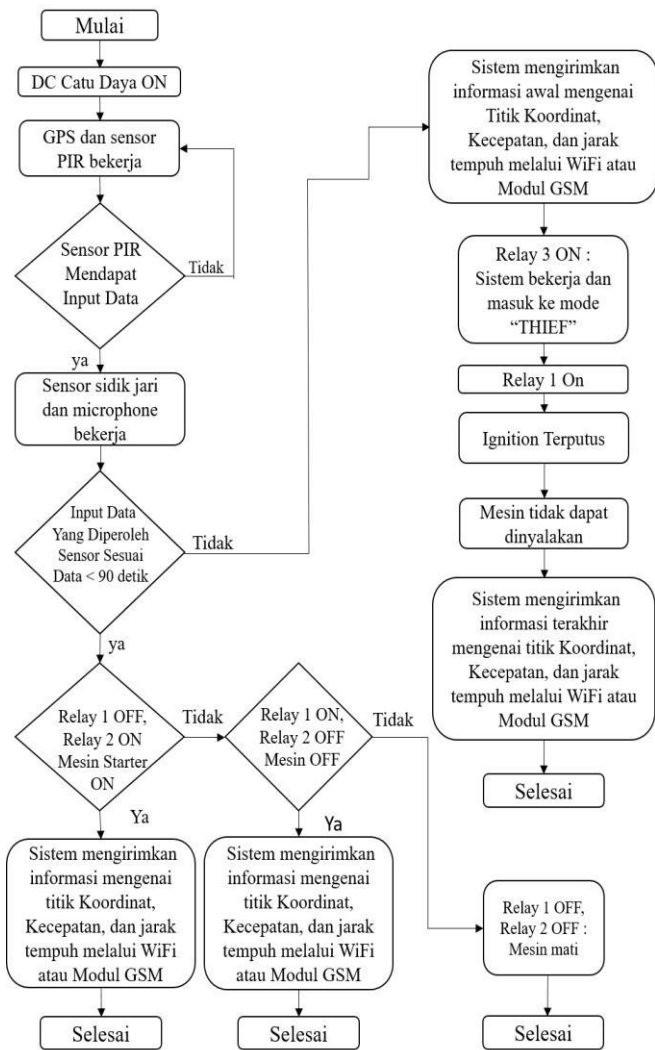 Mulai
DC Catu Daya ON
GPS dan sensor
PIR bekerja
Sensor PIR
Mendapat
Input Data
Tidak
ya
Sensor sidik jari
dan microphone
bekerja
Input Data
Yang Diperoleh
Sensor Sesuai
Data < 90 detik
Tidak
ya
Relay 1 OFF,
Relay 2 ON
Mesin Starter
ON
Tidak
Ya
Sistem mengirimkan
informasi mengenai
titik Koordinat,
Kecepatan, dan jarak
tempuh melalui WiFi
atau Modul GSM
Selesai
Relay 1 ON,
Relay 2 OFF
Mesin OFF
Tidak
Ya
Sistem mengirimkan
informasi mengenai
titik Koordinat,
Kecepatan, dan jarak
tempuh melalui WiFi
atau Modul GSM
Selesai
Relay 1 OFF,
Relay 2 OFF :
Mesin mati
Selesai
Sistem mengirimkan
informasi awal mengenai
Titik Koordinat,
Kecepatan, dan jarak
tempuh melalui WiFi atau
Modul GSM
Relay 3 ON :
Sistem bekerja dan
masuk ke mode
“THIEF”
Relay 1 On
Ignition Terputus
Mesin tidak dapat
dinyalakan
Sistem mengirimkan
informasi terakhir
mengenai titik Koordinat,
Kecepatan, dan jarak
tempuh melalui WiFi atau
Modul GSM
Selesai